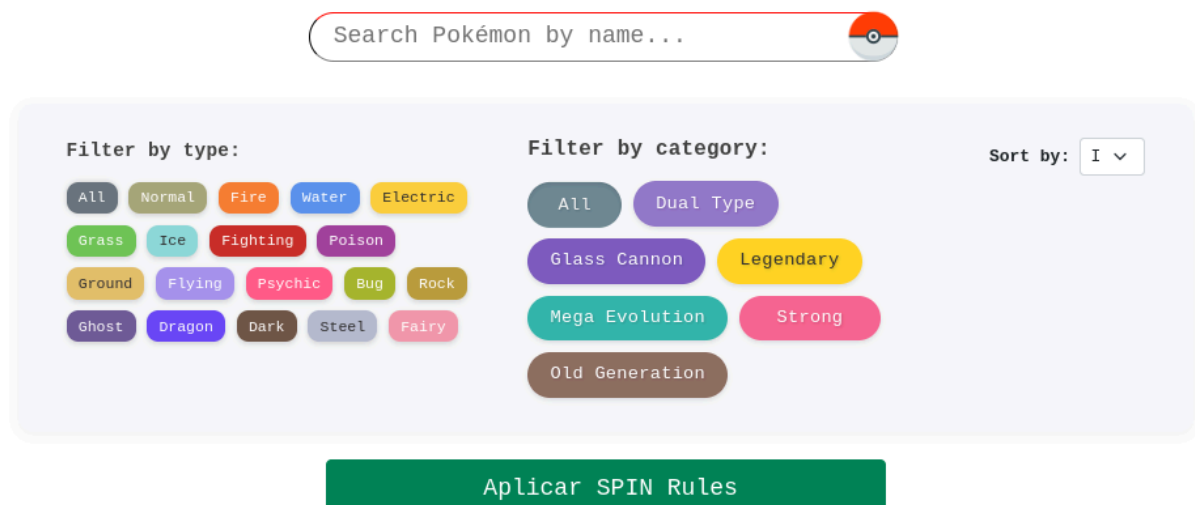 Search Pokémon by name...
Filter by type:
All Normal Fire Water Electric
Grass Ice Fighting Poison
Ground Flying Psychic Bug Rock
Ghost Dragon Dark Steel Fairy
Filter by category:
All Dual Type
Glass Cannon Legendary
Mega Evolution Strong
Old Generation
Sort by: I
Aplicar SPIN Rules